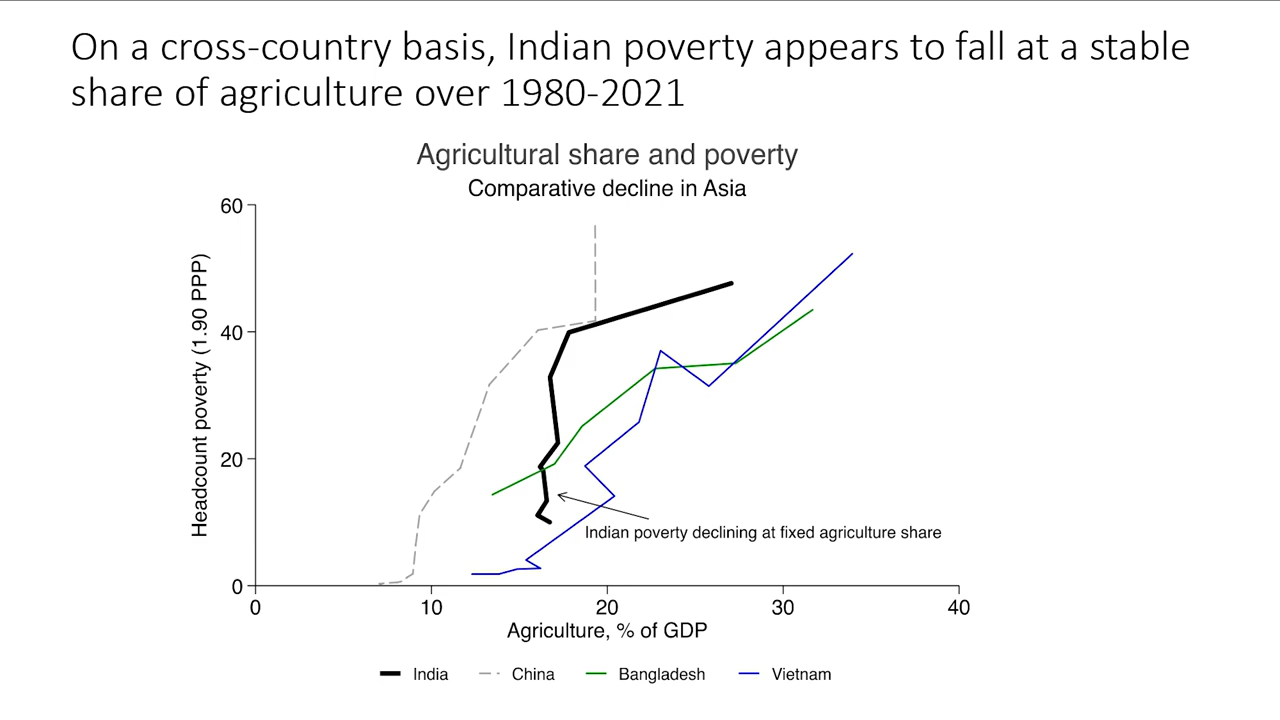 On a cross-country basis, Indian poverty appears to fall at a stable
share of agriculture over 1980-2021
Agricultural share and poverty
Comparative decline in Asia
Headcount poverty (1.90 PPP)
60
40
20
0
Indian poverty declining at fixed agriculture share
0 10 20 30 40
Agriculture, % of GDP
India China Bangladesh Vietnam